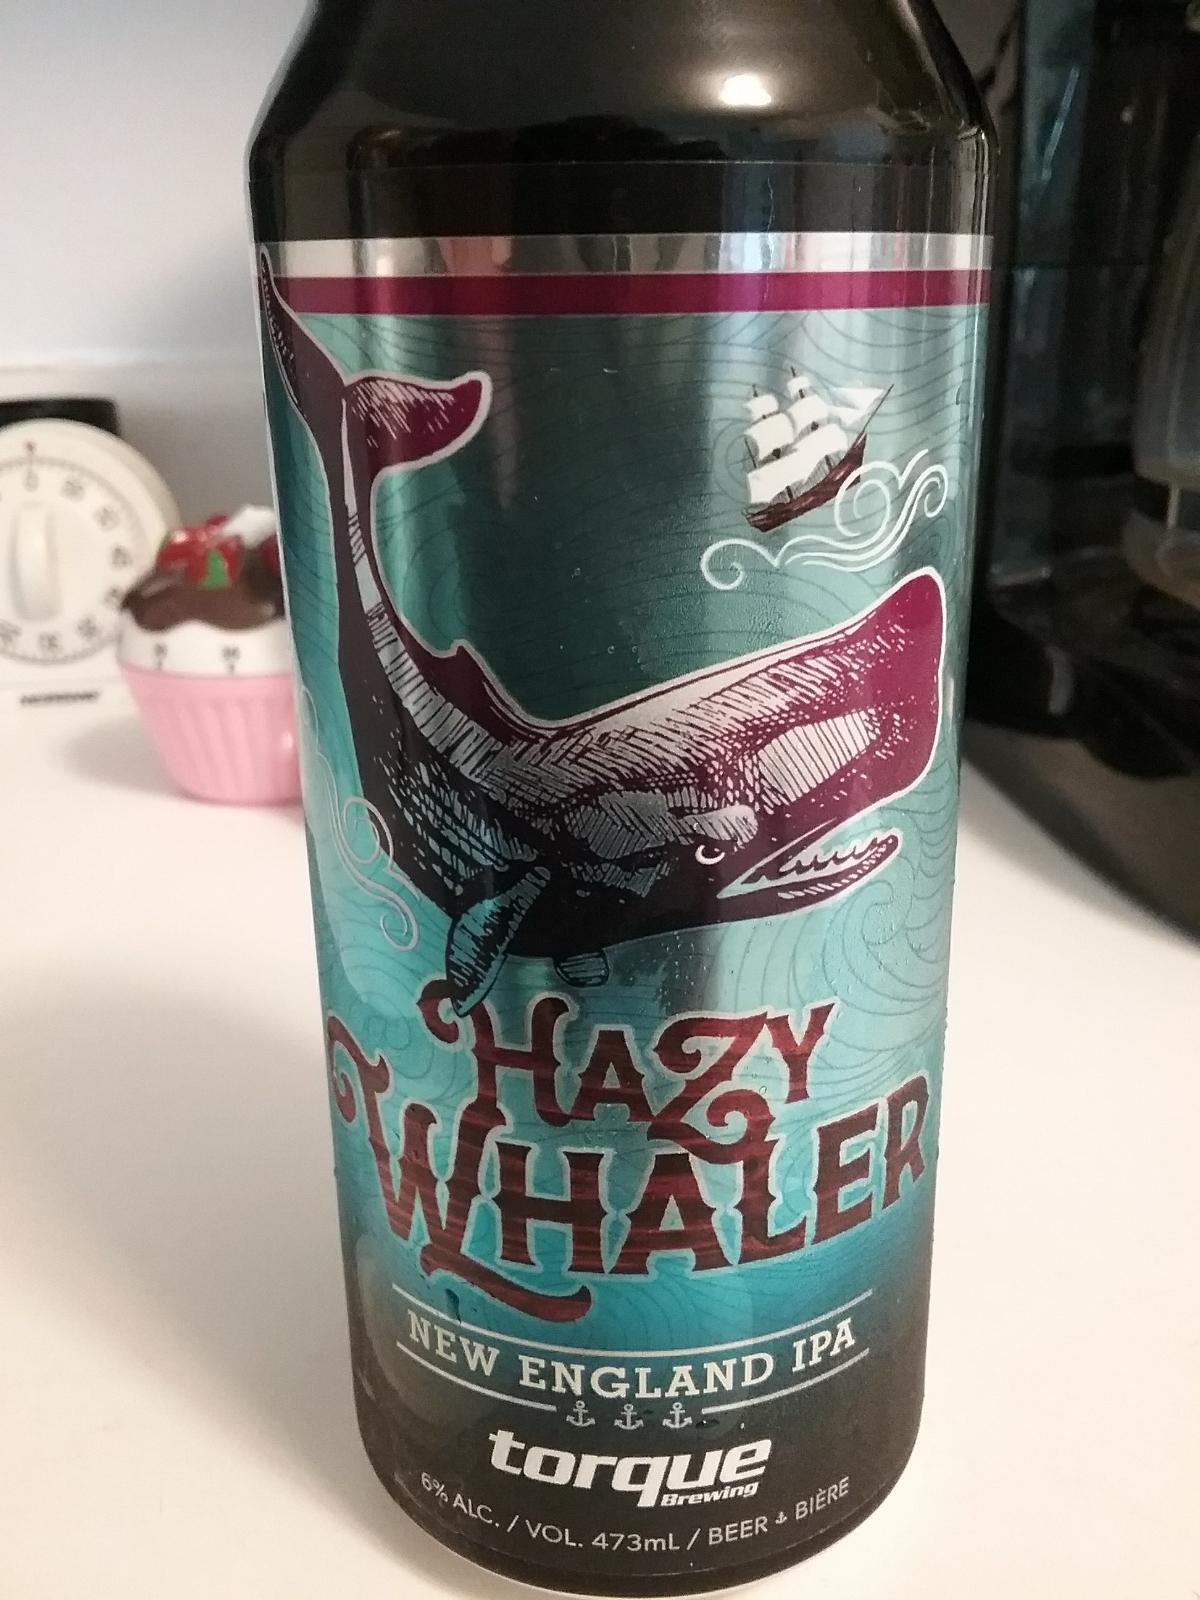 HAZY
WHALER
NEW ENGLAND IPA
torque
Brewing
6% ALC. / VOL. 473mL / BEER BIÈRE